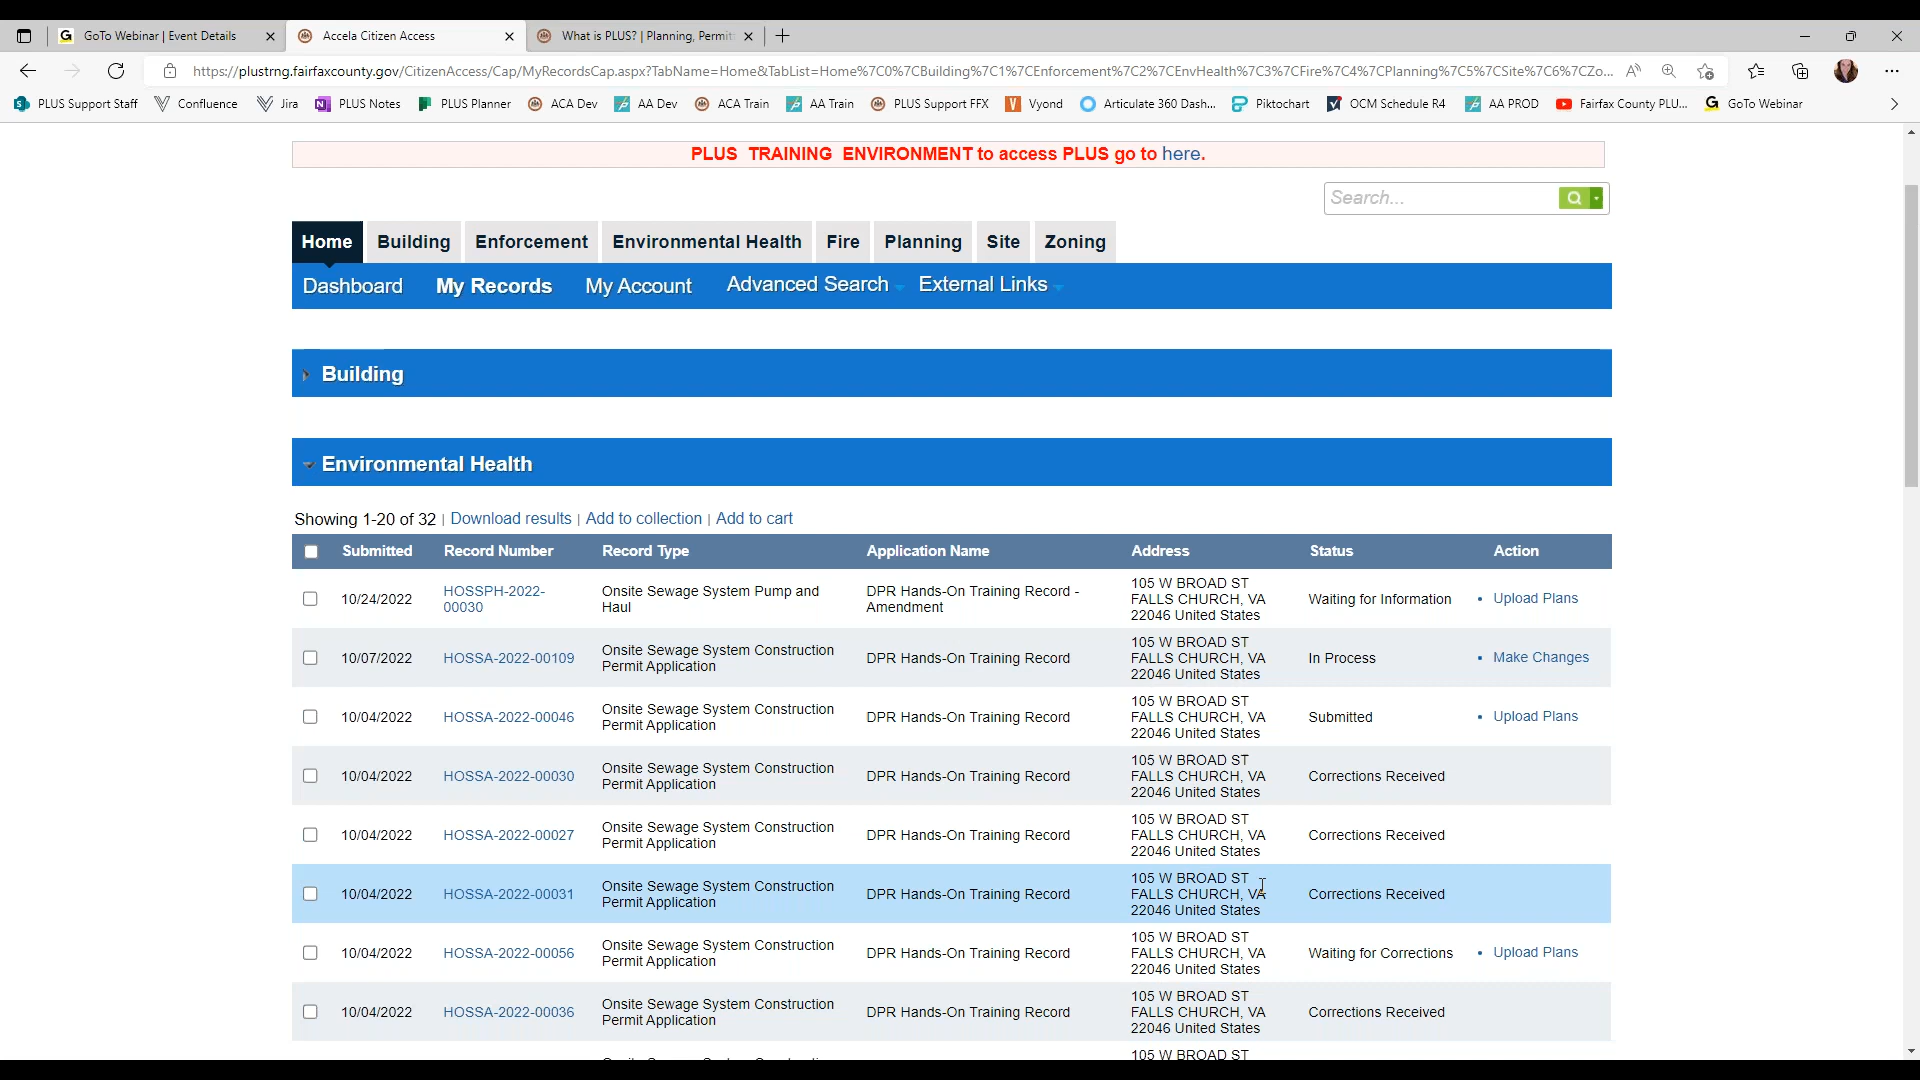 GoTo Webinar | Event Details
Accela Citizen Access
What is PLUS? | Planning, Permit
https://plustrng.fairfaxcounty.gov/CitizenAccess/Cap/MyRecordsCap.aspx?TabName=Home&TabList=Home%7C0%7CBuilding%7C1%7CEnforcement%7C2%7CEnvHealth%7C3%7CFire%7C4%7CPlanning%7C5%7CSite%7C6%7CZo...
PLUS Support Staff Confluence Jira PLUS Notes PLUS Planner ACA Dev AA Dev ACA Train AA Train PLUS Support FFX Vyond Articulate 360 Dash... Piktochart OCM Schedule R4 AA PROD Fairfax County PLU... GoTo Webinar
PLUS TRAINING ENVIRONMENT to access PLUS go to here.
Search...
Home Building Enforcement Environmental Health Fire Planning Site Zoning
Dashboard My Records My Account Advanced Search External Links
Building
Environmental Health
Showing 1-20 of 32 | Download results | Add to collection | Add to cart
Submitted Record Number Record Type Application Name Address Status Action
10/24/2022
HOSSPH-2022-
00030
Onsite Sewage System Pump and
Haul
DPR Hands-On Training Record -
Amendment
105 W BROAD ST
FALLS CHURCH, VA
22046 United States
Waiting for Information
• Upload Plans
10/07/2022
HOSSA-2022-00109
Onsite Sewage System Construction
Permit Application
DPR Hands-On Training Record
105 W BROAD ST
FALLS CHURCH, VA
22046 United States
In Process
• Make Changes
10/04/2022
HOSSA-2022-00046
Onsite Sewage System Construction
Permit Application
DPR Hands-On Training Record
105 W BROAD ST
FALLS CHURCH, VA
22046 United States
Submitted
• Upload Plans
10/04/2022
HOSSA-2022-00030
Onsite Sewage System Construction
Permit Application
DPR Hands-On Training Record
105 W BROAD ST
FALLS CHURCH, VA
22046 United States
Corrections Received
10/04/2022
HOSSA-2022-00027
Onsite Sewage System Construction
Permit Application
DPR Hands-On Training Record
105 W BROAD ST
FALLS CHURCH, VA
22046 United States
Corrections Received
10/04/2022
HOSSA-2022-00031
Onsite Sewage System Construction
Permit Application
DPR Hands-On Training Record
105 W BROAD ST
FALLS CHURCH, VA
22046 United States
Corrections Received
10/04/2022
HOSSA-2022-00056
Onsite Sewage System Construction
Permit Application
DPR Hands-On Training Record
105 W BROAD ST
FALLS CHURCH, VA
22046 United States
Waiting for Corrections
• Upload Plans
10/04/2022
HOSSA-2022-00036
Onsite Sewage System Construction
Permit Application
DPR Hands-On Training Record
105 W BROAD ST
FALLS CHURCH, VA
22046 United States
Corrections Received
105 W BROAD ST